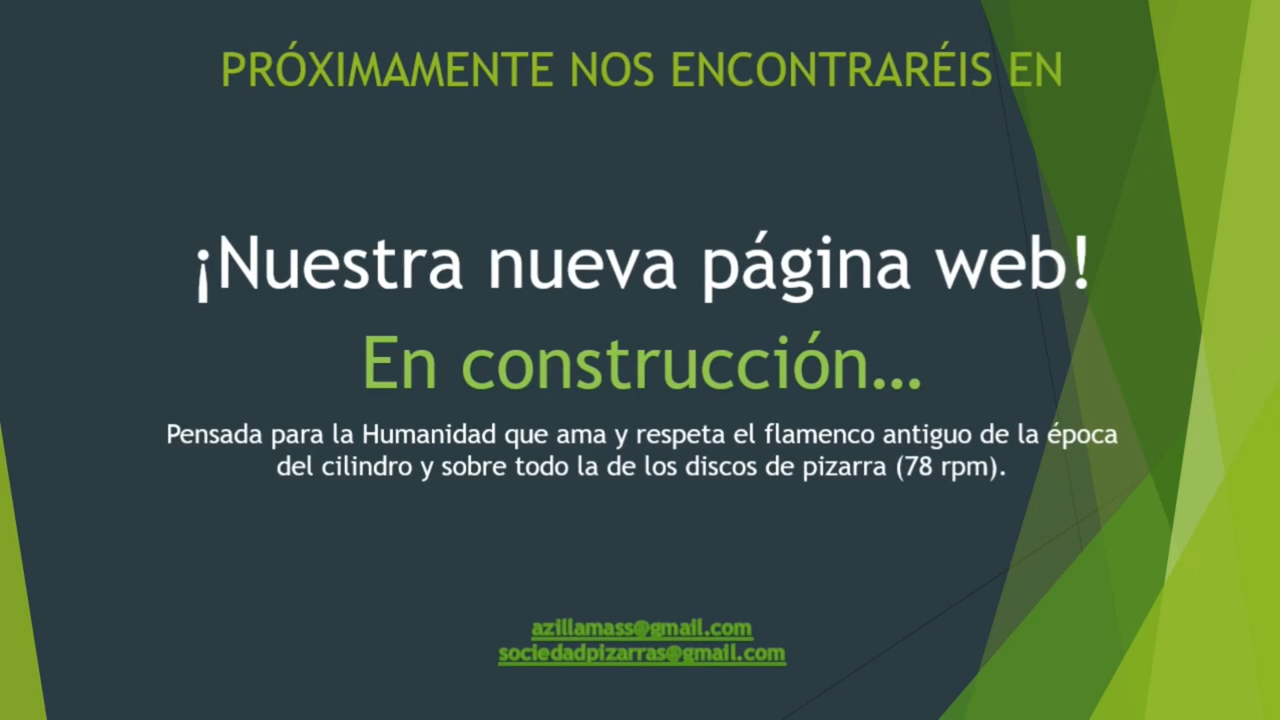 PRÓXIMAMENTE NOS ENCONTRARÉIS EN
¡Nuestra nueva página web!
En construcción...
Pensada para la Humanidad que ama y respeta el flamenco antiguo de la época
del cilindro y sobre todo la de los discos de pizarra (78 rpm).
azillamass@gmail.com
sociedadpizarras@gmail.com